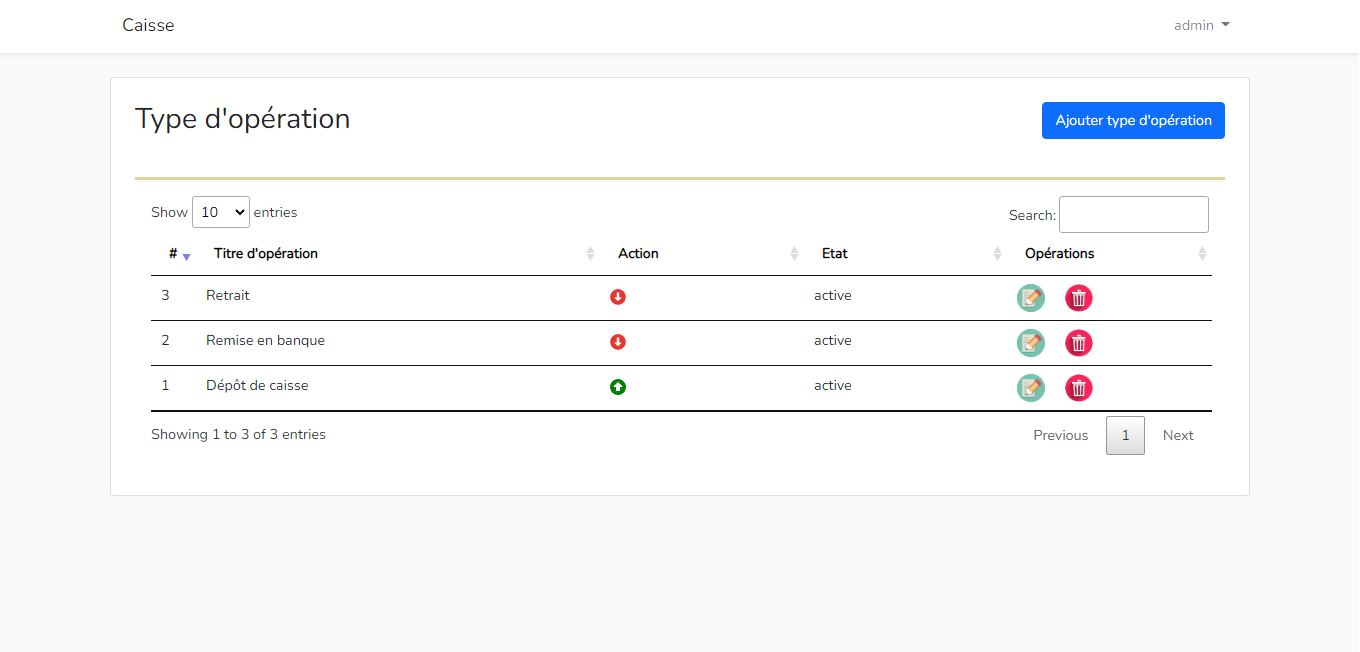 Caisse admin
Type d'opération
Ajouter type d'opération
Show 10 entries
Search:
# Titre d'opération Action Etat Opérations
3 Retrait active
2 Remise en banque active
1 Dépôt de caisse active
Showing 1 to 3 of 3 entries
Previous 1 Next